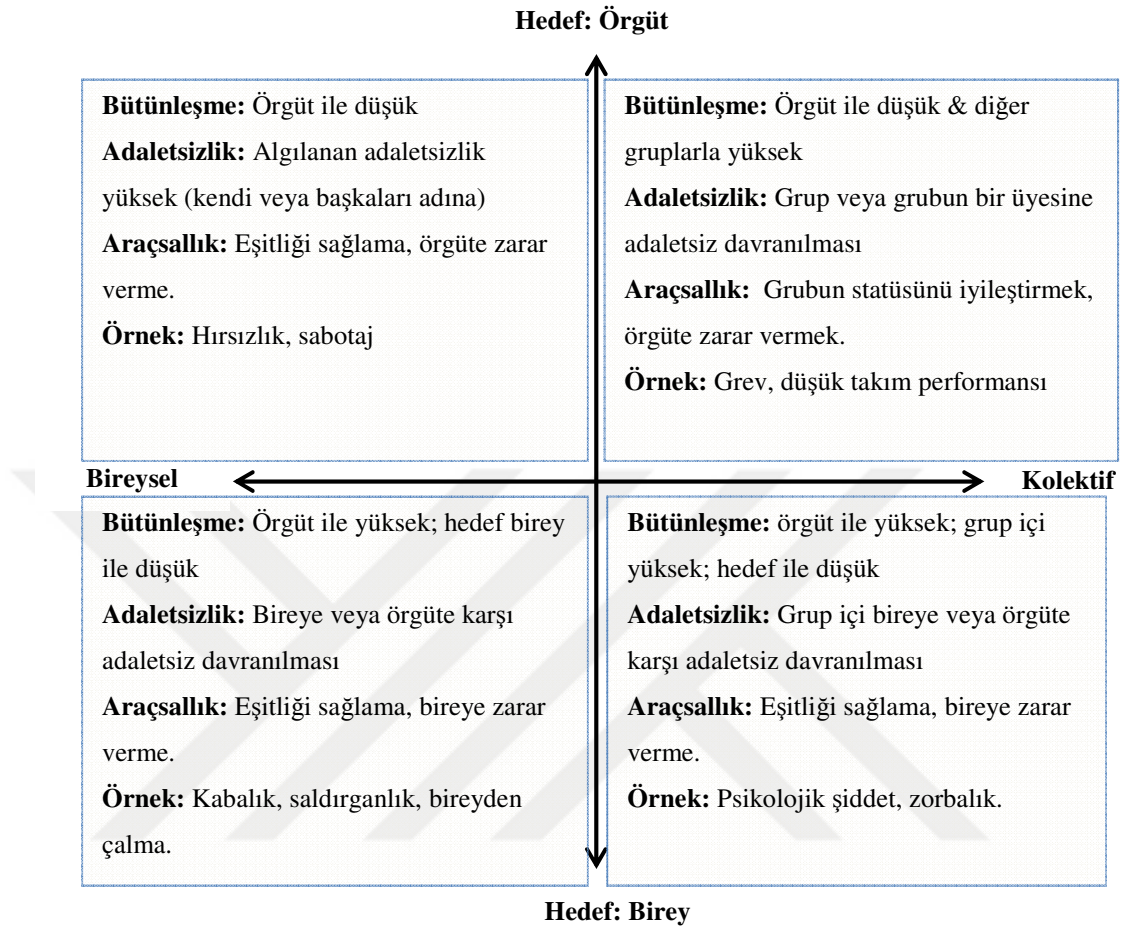 Hedef: Örgüt
Bütünleşme: Örgüt ile düşük
Adaletsizlik: Algılanan adaletsizlik
yüksek (kendi veya başkaları adına)
Araçsallık: Eşitliği sağlama, örgüte zarar
verme.
Örnek: Hırsızlık, sabotaj
Bütünleşme: Örgüt ile düşük & diğer
gruplarla yüksek
Adaletsizlik: Grup veya grubun bir üyesine
adaletsiz davranılması
Araçsallık: Grubun statüsünü iyileştirmek,
örgüte zarar vermek.
Örnek: Grev, düşük takım performansı
Bireysel
Kolektif
Bütünleşme: Örgüt ile yüksek; hedef birey
ile düşük
Adaletsizlik: Bireye veya örgüte karşı
adaletsiz davranılması
Araçsallık: Eşitliği sağlama, bireye zarar
verme.
Örnek: Kabalık, saldırganlık, bireyden
çalma.
Bütünleşme: örgüt ile yüksek; grup içi
yüksek; hedef ile düşük
Adaletsizlik: Grup içi bireye veya örgüte
karşı adaletsiz davranılması
Araçsallık: Eşitliği sağlama, bireye zarar
verme.
Örnek: Psikolojik şiddet, zorbalık.
Hedef: Birey